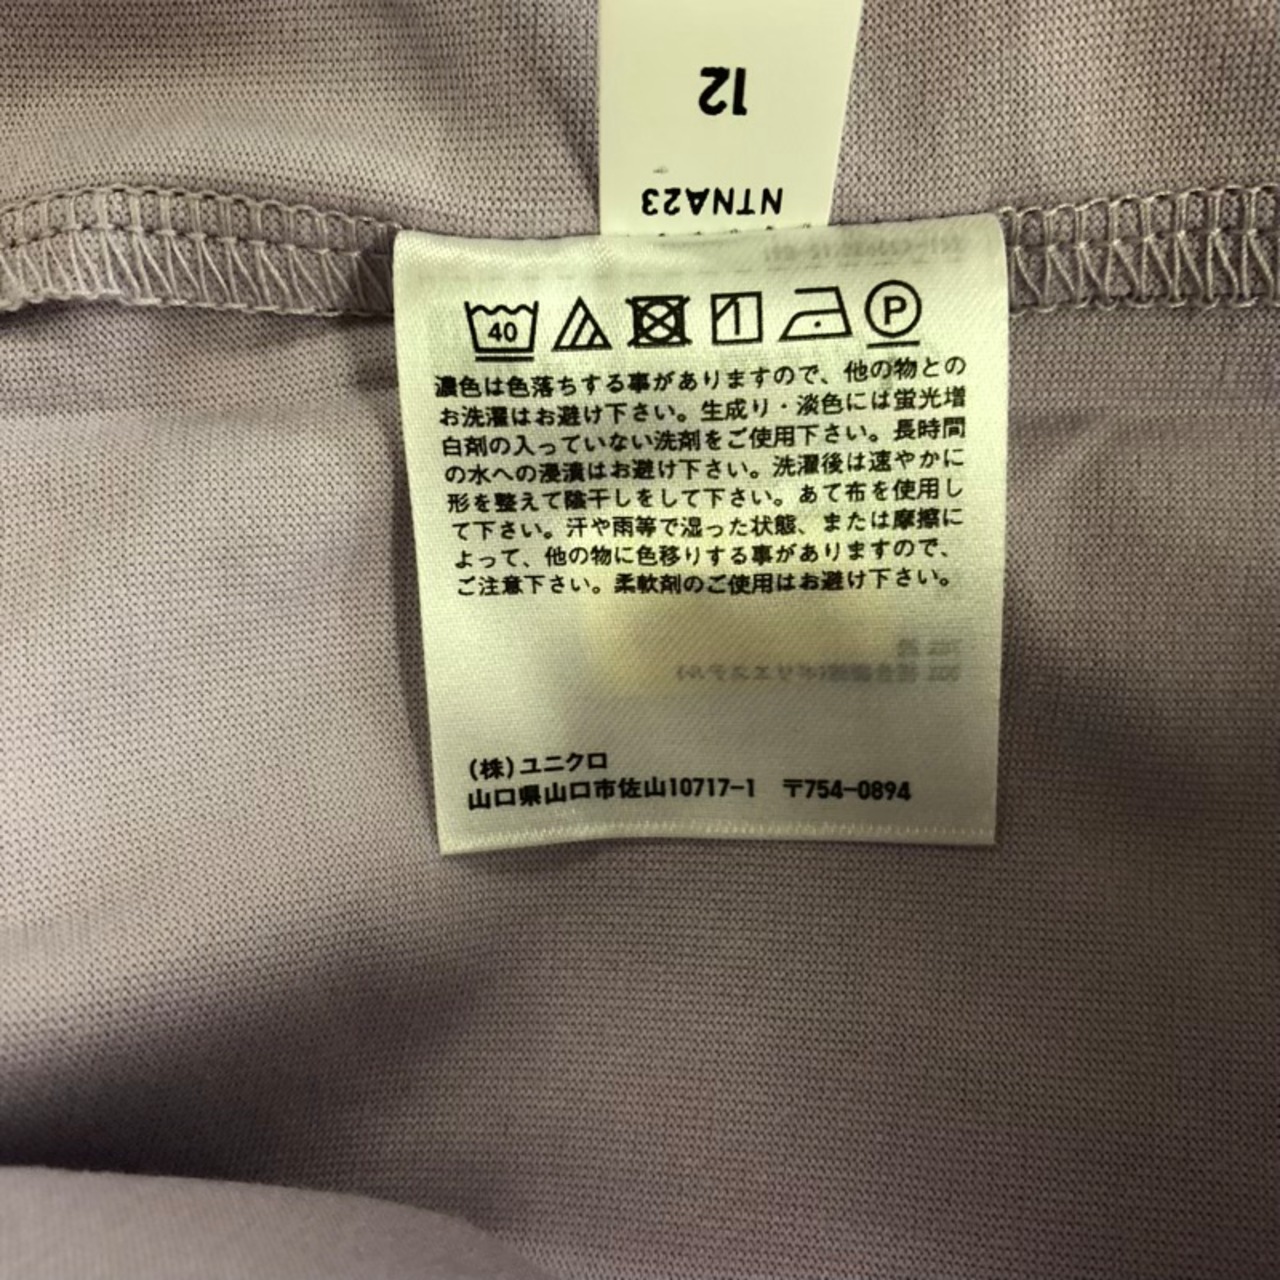 12
NTNA23
40
P
濃色は色落ちする事がありますので、他の物との
お洗濯はお避け下さい。生成り・淡色には蛍光増
白剤の入っていない洗剤をご使用下さい。長時間
の水への浸漬はお避け下さい。洗濯後は速やかに
形を整えて陰干しをして下さい。あて布を使用し
て下さい。汗や雨等で湿った状態、または摩擦に
よって、他の物に色移りする事がありますので、
ご注意下さい。柔軟剤のご使用はお避け下さい。
(株)ユニクロ
山口県山口市佐山10717-1 〒754-0894